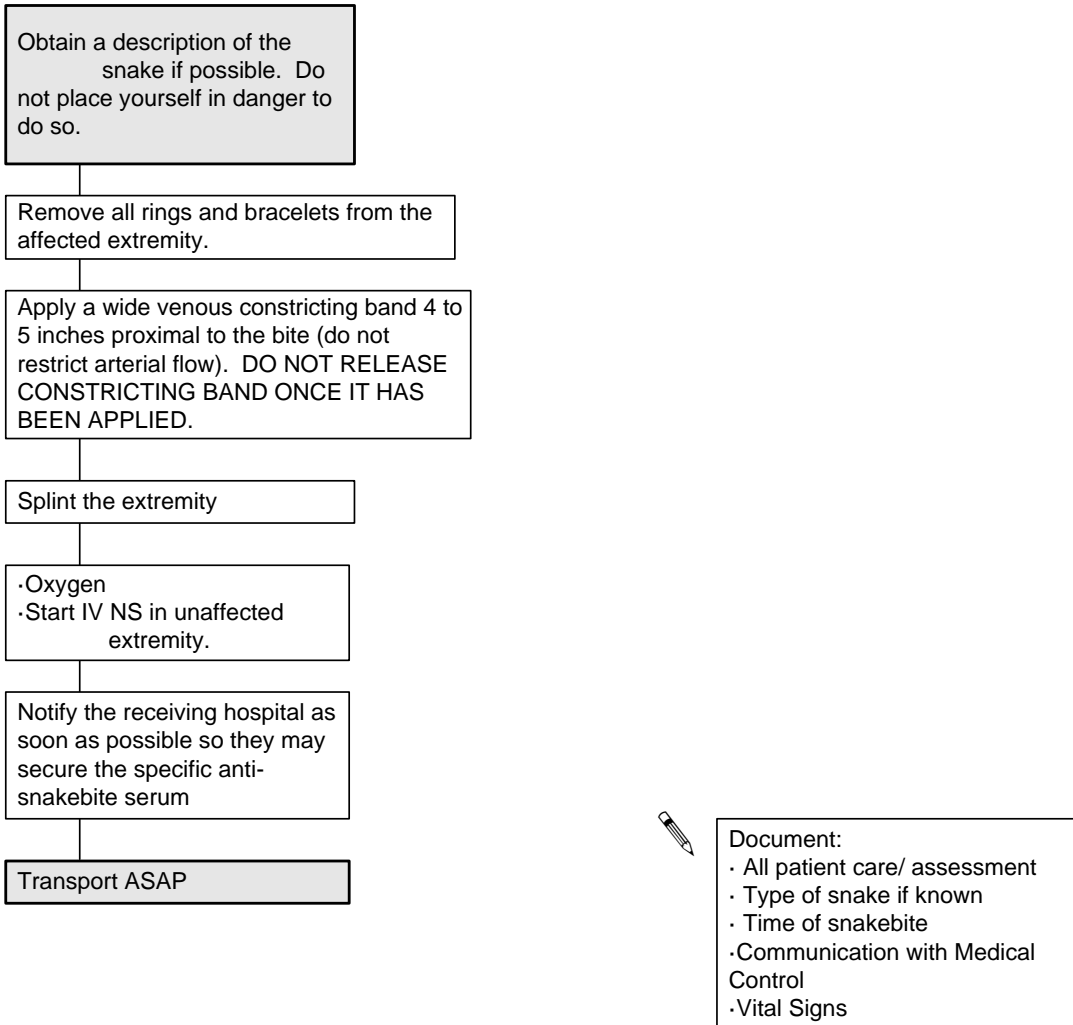 Obtain a description of the
snake if possible.  Do
not place yourself in danger to
do so.
Remove all rings and bracelets from the
affected extremity.
Apply a wide venous constricting band 4 to
5 inches proximal to the bite (do not
restrict arterial flow).  DO NOT RELEASE
CONSTRICTING BAND ONCE IT HAS
BEEN APPLIED.
Splint the extremity
·Oxygen
·Start IV NS in unaffected
extremity.
Notify the receiving hospital as
soon as possible so they may
secure the specific anti-
snakebite serum
Transport ASAP
Document:
· All patient care/ assessment
· Type of snake if known
· Time of snakebite
·Communication with Medical
Control
·Vital Signs